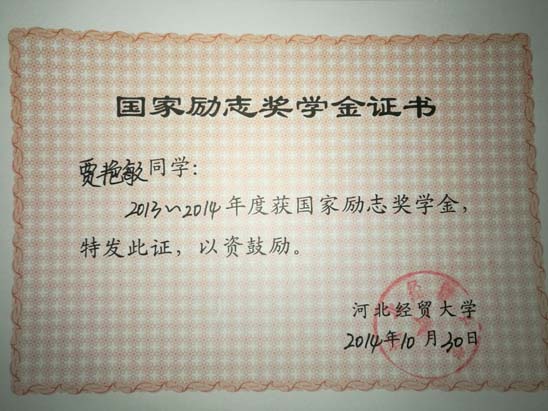 国家励志奖学金证书
贾艳敏同学:
2013~2014年度获国家励志奖学金,
特发此证，以资鼓励。
河北经贸大学
2014年10月30日